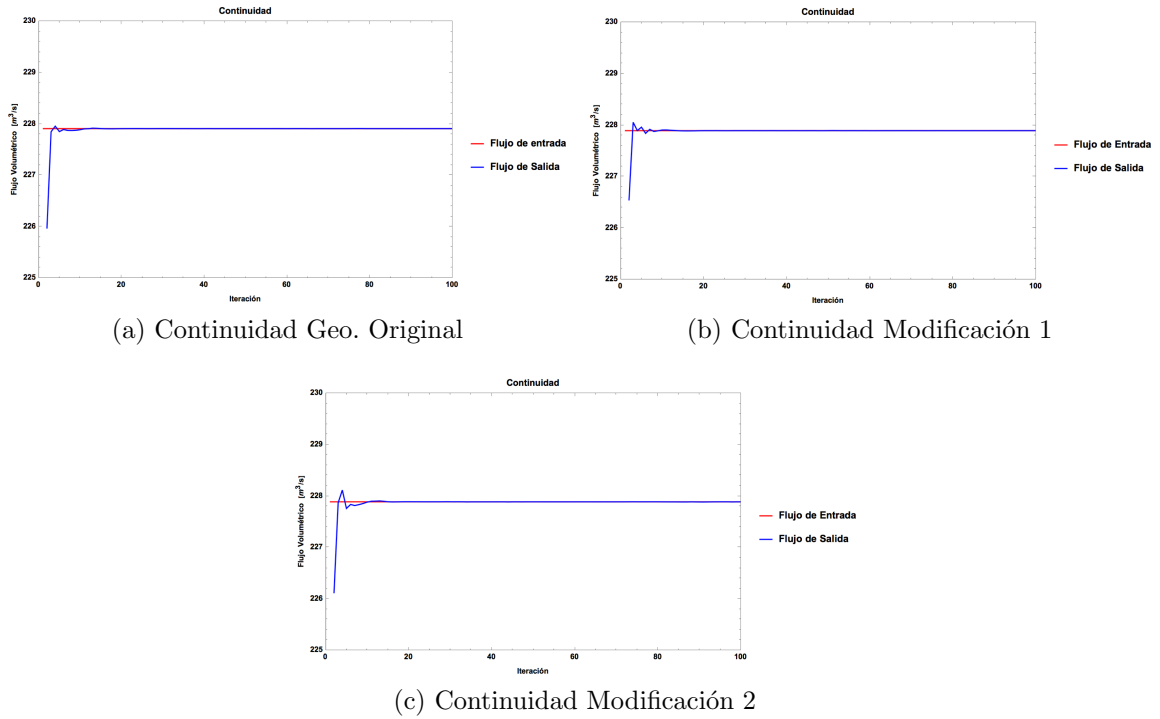 Continuidad
230
229
228
227
226
225
Flujo Volumétrico [m³/s]
0
20
40
60
80
100
Iteración
Flujo de entrada
Flujo de Salida
(a) Continuidad Geo. Original
Continuidad
230
229
228
227
226
225
Flujo Volumétrico [m³/s]
0
20
40
60
80
100
Iteración
Flujo de Entrada
Flujo de Salida
(b) Continuidad Modificación 1
Continuidad
230
229
228
227
226
225
Flujo Volumétrico [m³/s]
0
20
40
60
80
100
Iteración
Flujo de Entrada
Flujo de Salida
(c) Continuidad Modificación 2